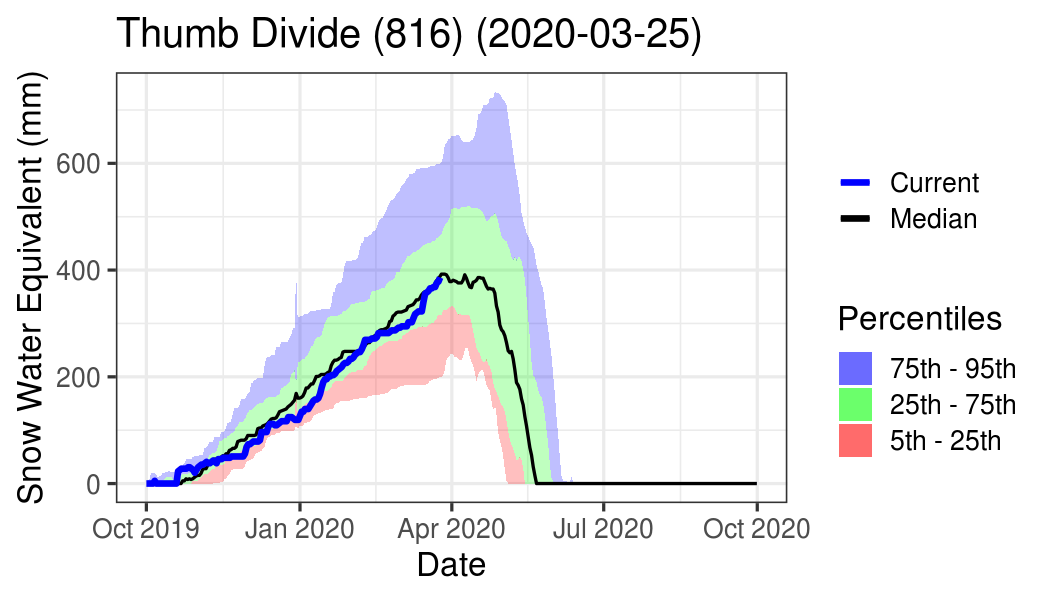 Thumb Divide (816) (2020-03-25)
Snow Water Equivalent (mm)
600
400
200
0
Oct 2019
Jan 2020
Apr 2020
Jul 2020
Oct 2020
Date
Current
Median
Percentiles
75th - 95th
25th - 75th
5th - 25th